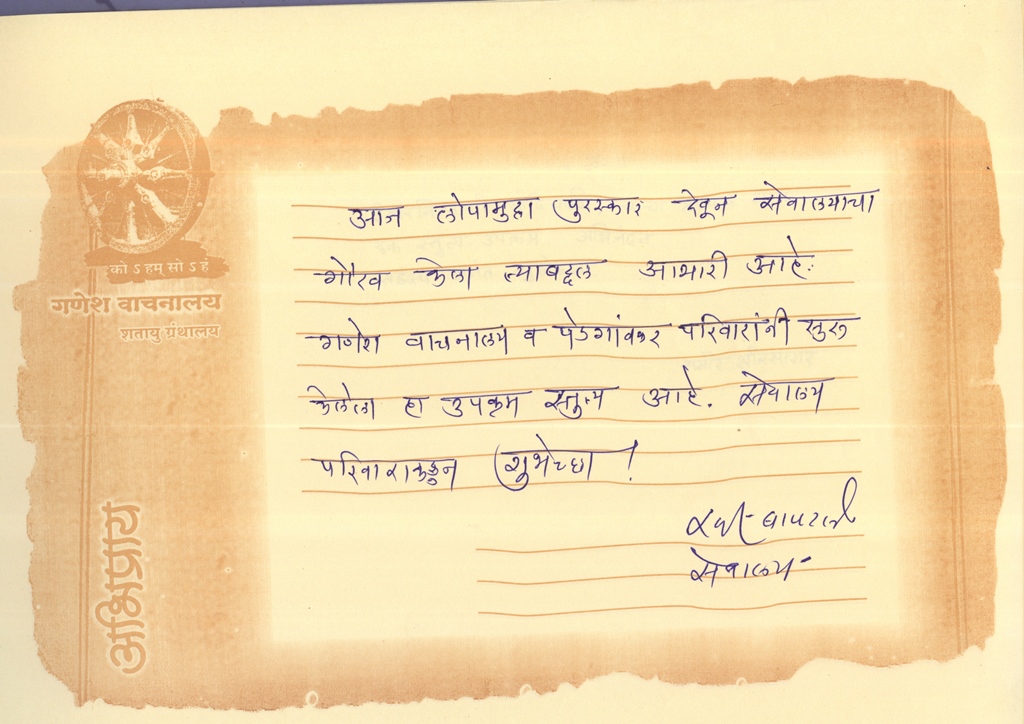 को ऽ हम् सो ऽ हं
गणेश वाचनालय
शतायु ग्रंथालय
अभिप्राय
आज लोपामुद्रा पुरस्कार देवून सेवालयाचा
गौरव केला त्याबद्दल आभारी आहे.
गणेश वाचनालय व पेडगांवकर परिवारांनी सुरु
केलेला हा उपक्रम स्तुत्य आहे. सेवालय
परिवाराकडुन शुभेच्छा !
बापटले
सेवालय